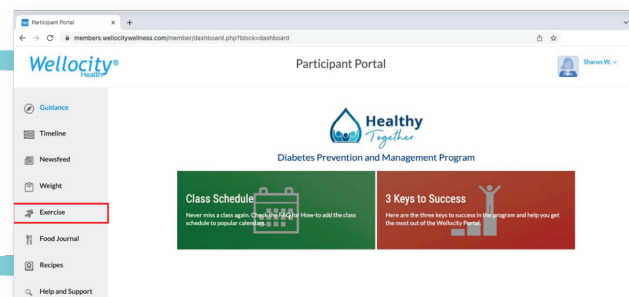 Participant Portal
members.wellocitywellness.com/member/dashboard.php?block=dashboard
Wellocity®
Health
Participant Portal
Sharon W.
Guidance
Timeline
Newsfeed
Weight
Exercise
Food Journal
Recipes
Help and Support
Healthy
Together
Diabetes Prevention and Management Program
Class Schedule
Never miss a class again. Check the FAQ for How-to add the class
schedule to popular calendars
3 Keys to Success
Here are the three keys to success in the program and help you get
the most out of the Wellocity Portal.